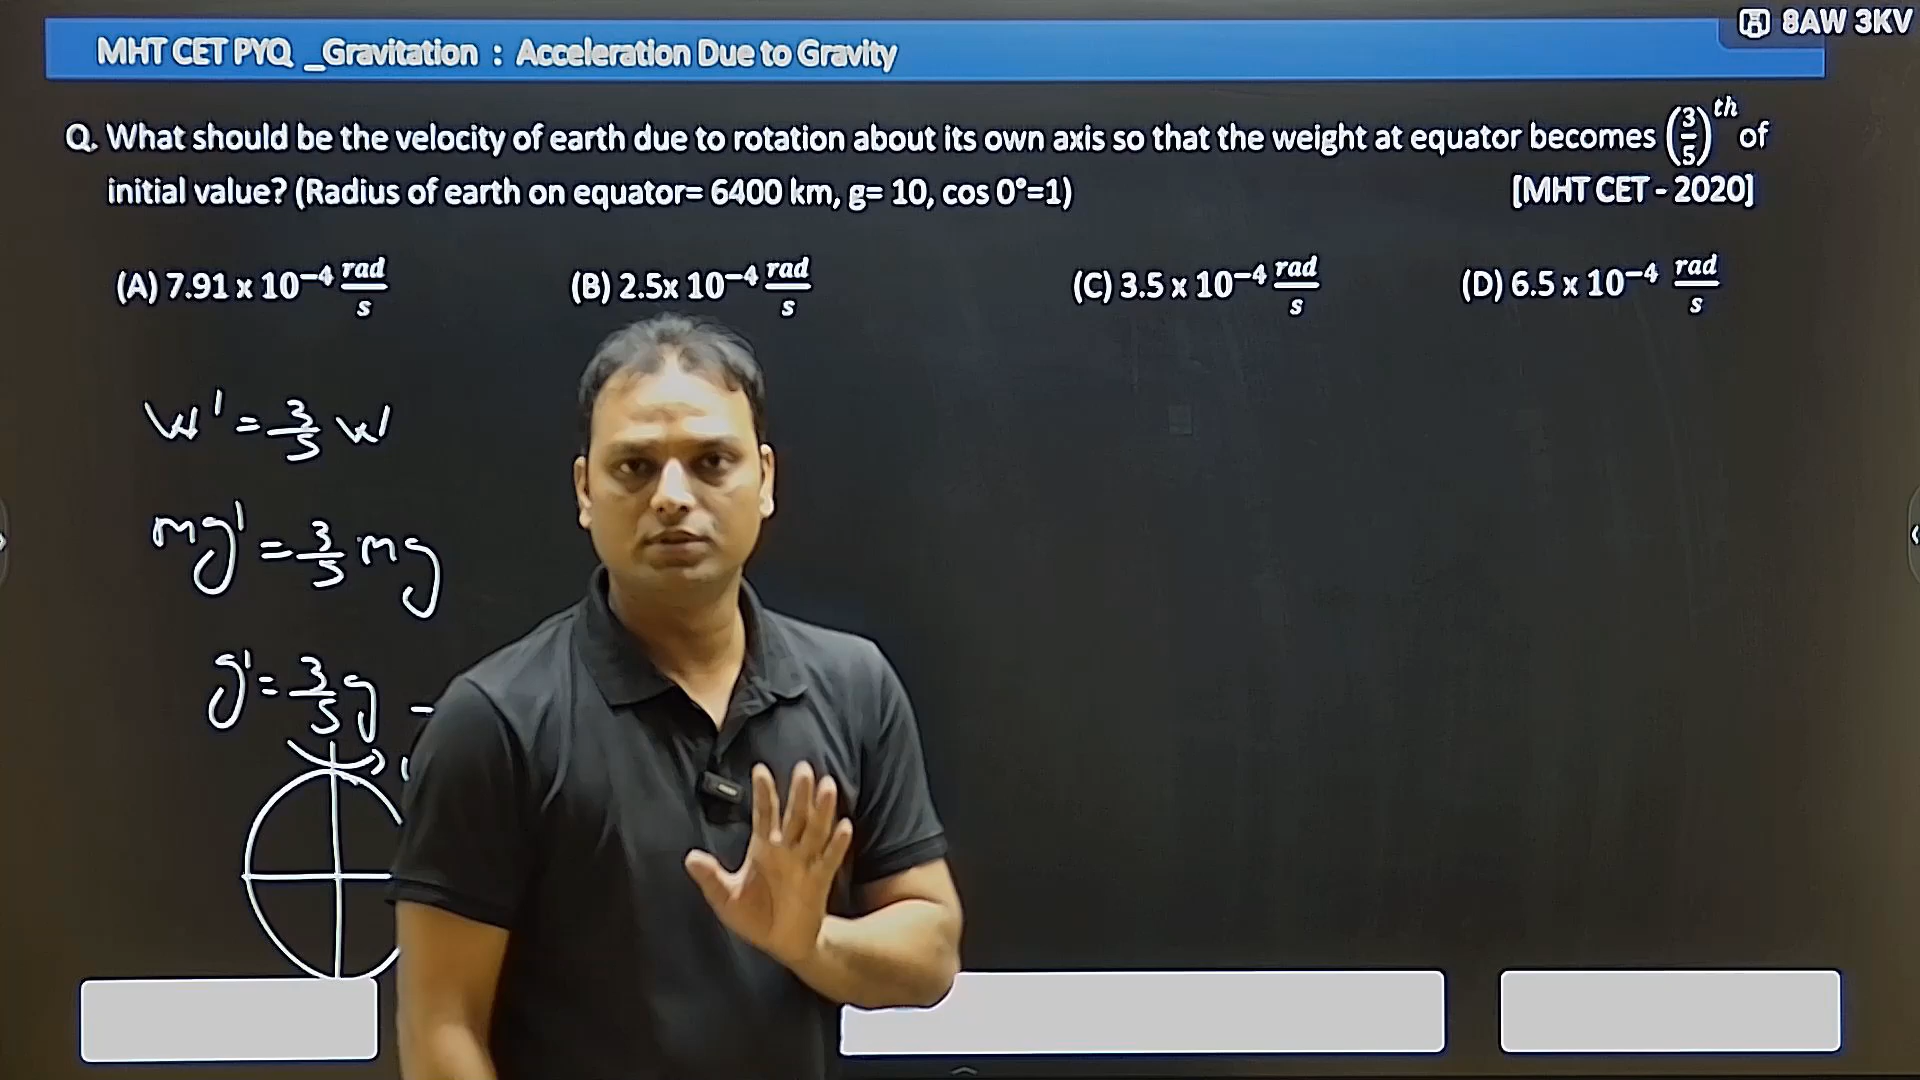 8AW 3KV
MHT CET PYQ _Gravitation : Acceleration Due to Gravity
Q. What should be the velocity of earth due to rotation about its own axis so that the weight at equator becomes (3/5)^th of
initial value? (Radius of earth on equator= 6400 km, g= 10, cos 0°=1) [MHT CET - 2020]
(A) 7.91 x 10⁻⁴ rad/s (B) 2.5x 10⁻⁴ rad/s (C) 3.5 x 10⁻⁴ rad/s (D) 6.5 x 10⁻⁴ rad/s
W' = 3/5 W
mg' = 3/5 mg
g' = 3/5 g